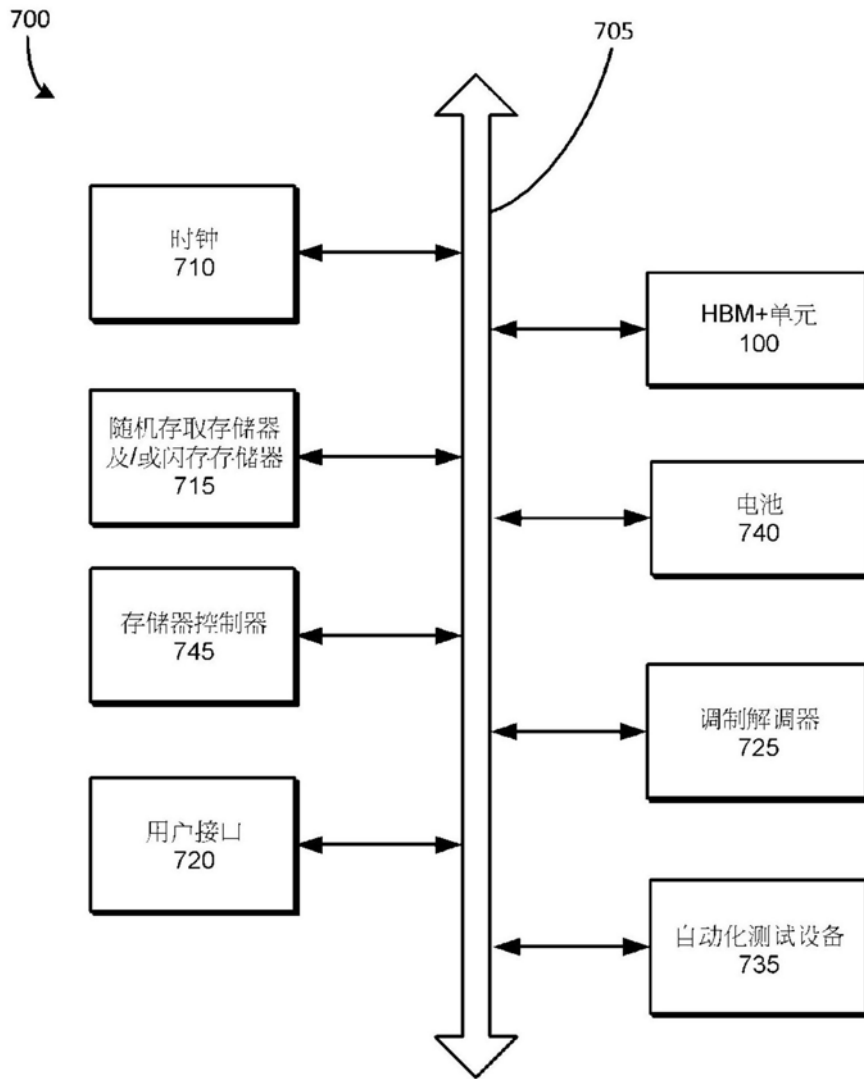 700
705
时钟
710
HBM+单元
100
随机存取存储器
及/或闪存存储器
715
电池
740
存储器控制器
745
调制解调器
725
用户接口
720
自动化测试设备
735